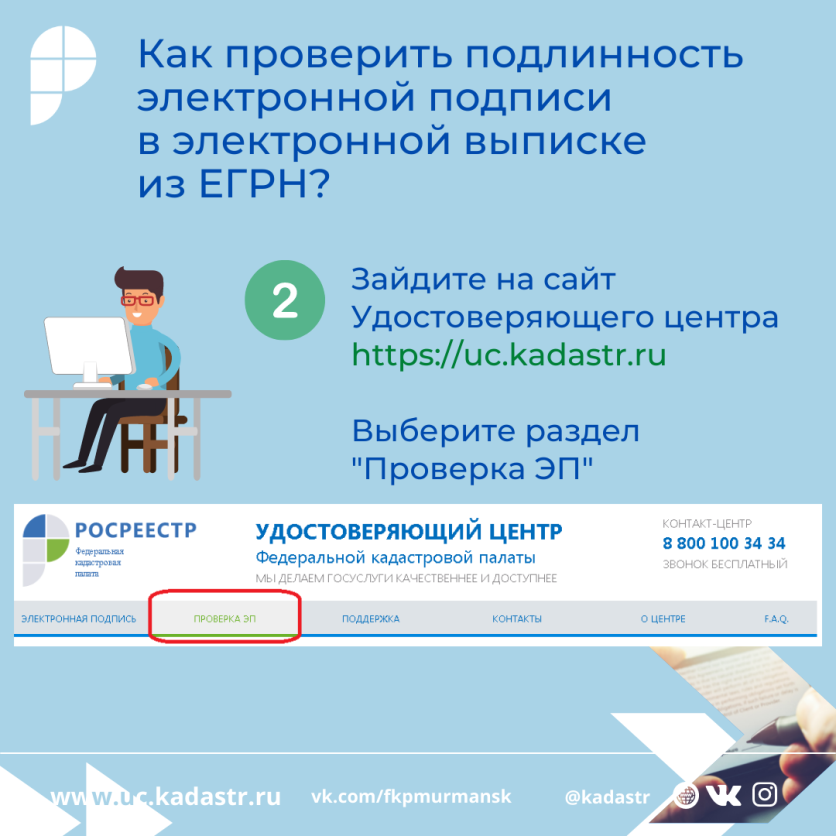 Как проверить подлинность
электронной подписи
в электронной выписке
из ЕГРН?
2
Зайдите на сайт
Удостоверяющего центра
https://uc.kadastr.ru
Выберите раздел
"Проверка ЭП"
РОСРЕЕСТР
Федеральная
кадастровая
палата
УДОСТОВЕРЯЮЩИЙ ЦЕНТР
Федеральной кадастровой палаты
МЫ ДЕЛАЕМ ГОСУСЛУГИ КАЧЕСТВЕННЕЕ И ДОСТУПНЕЕ
КОНТАКТ-ЦЕНТР
8 800 100 34 34
ЗВОНОК БЕСПЛАТНЫЙ
ЭЛЕКТРОННАЯ ПОДПИСЬ ПРОВЕРКА ЭП ПОДДЕРЖКА КОНТАКТЫ О ЦЕНТРЕ F.A.Q.
www.uc.kadastr.ru vk.com/fkpmurmansk @kadastr